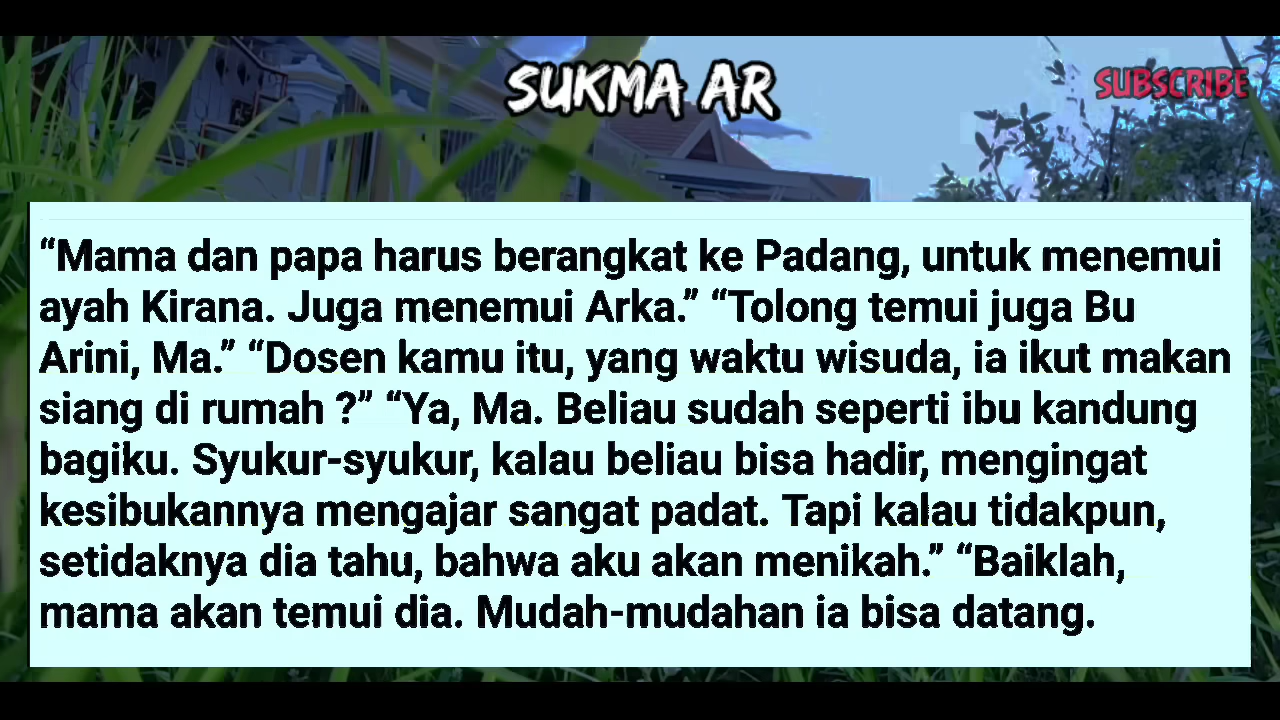 SUKMA AR
SUBSCRIBE
“Mama dan papa harus berangkat ke Padang, untuk menemui
ayah Kirana. Juga menemui Arka.” “Tolong temui juga Bu
Arini, Ma.” “Dosen kamu itu, yang waktu wisuda, ia ikut makan
siang di rumah ?” “Ya, Ma. Beliau sudah seperti ibu kandung
bagiku. Syukur-syukur, kalau beliau bisa hadir, mengingat
kesibukannya mengajar sangat padat. Tapi kalau tidakpun,
setidaknya dia tahu, bahwa aku akan menikah.” “Baiklah,
mama akan temui dia. Mudah-mudahan ia bisa datang.